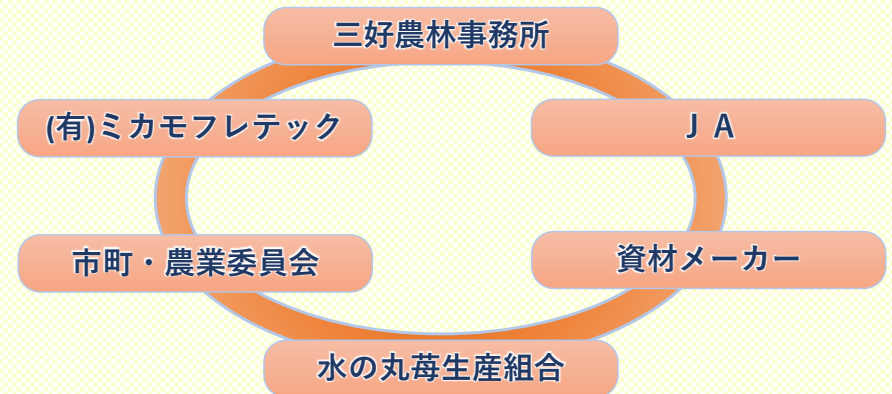 三好農林事務所
(有)ミカモフレテック
ＪＡ
市町・農業委員会
資材メーカー
水の丸苺生産組合